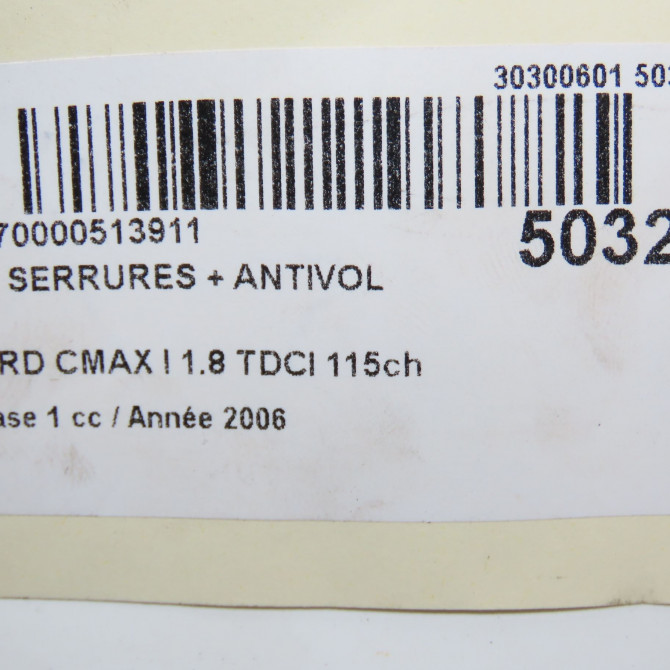 30300601 503
70000513911
5032
SERRURES + ANTIVOL
RD CMAX I 1.8 TDCI 115ch
ase 1 cc / Année 2006